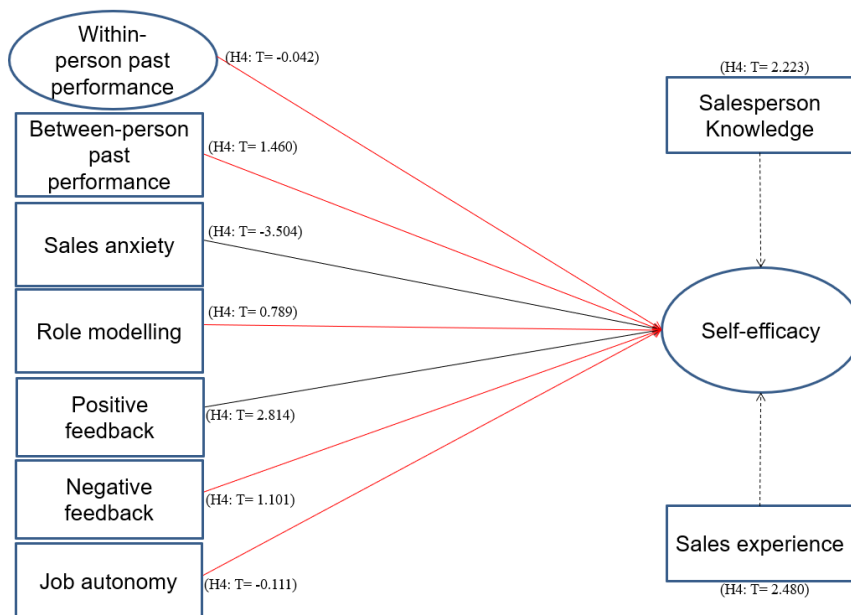 Within-
person past
performance
(H4: T= -0.042)
Between-person
past
performance
(H4: T= 1.460)
Sales anxiety
(H4: T= -3.504)
Role modelling
(H4: T= 0.789)
Positive
feedback
(H4: T= 2.814)
Negative
feedback
(H4: T= 1.101)
Job autonomy
(H4: T= -0.111)
(H4: T= 2.223)
Salesperson
Knowledge
Self-efficacy
Sales experience
(H4: T= 2.480)